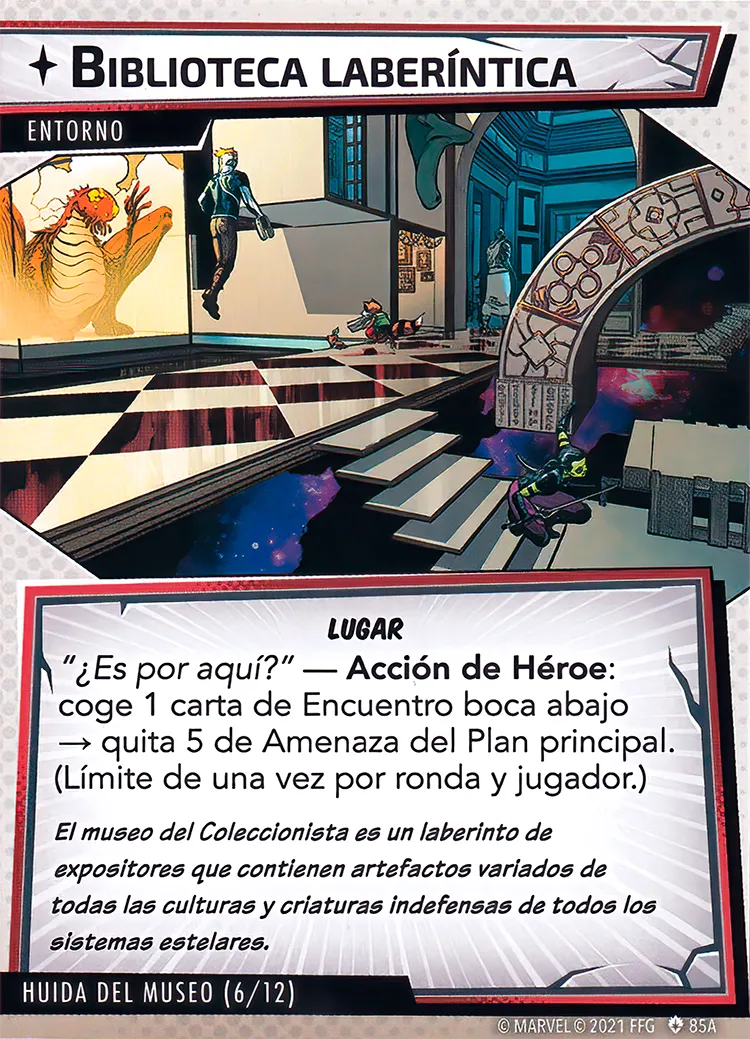 BIBLIOTECA LABERÍNTICA
ENTORNO
LUGAR
"¿Es por aquí?" — Acción de Héroe:
coge 1 carta de Encuentro boca abajo
→ quita 5 de Amenaza del Plan principal.
(Límite de una vez por ronda y jugador.)
El museo del Coleccionista es un laberinto de
expositores que contienen artefactos variados de
todas las culturas y criaturas indefensas de todos los
sistemas estelares.
HUIDA DEL MUSEO (6/12)
© MARVEL © 2021 FFG 85A